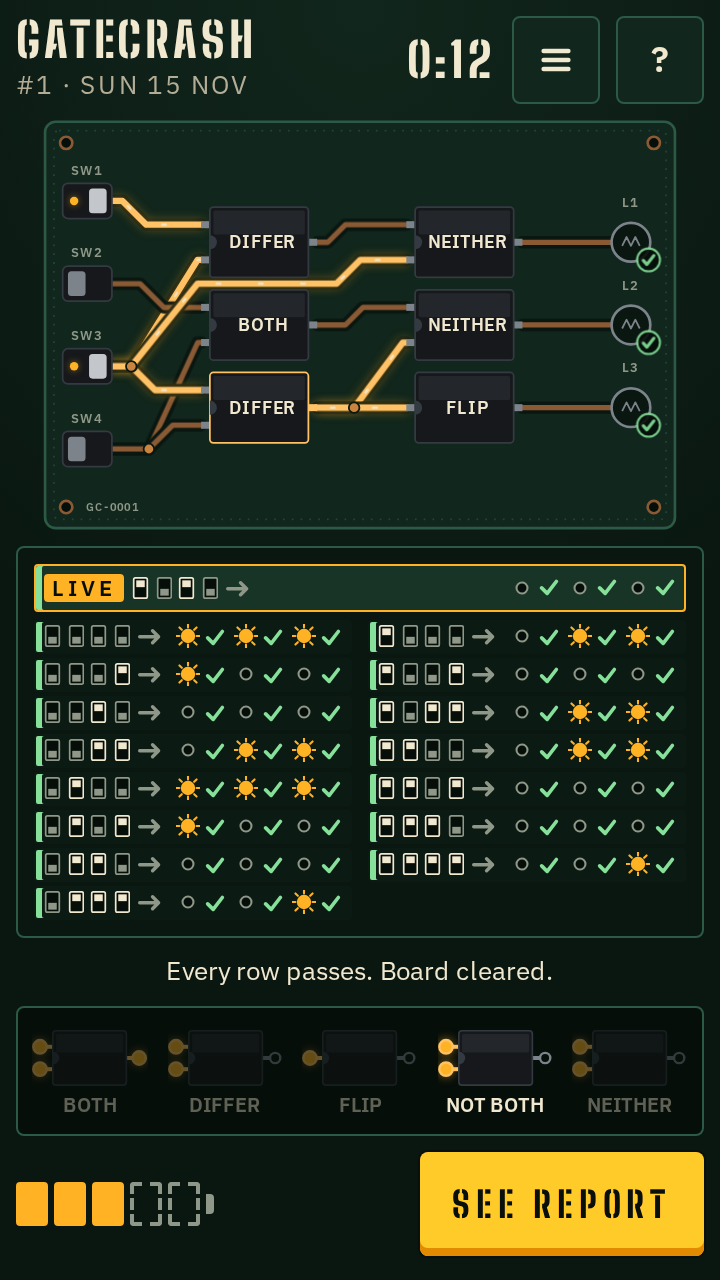 GATECRASH
#1 · SUN 15 NOV
0:12
?
SW1
SW2
SW3
SW4
DIFFER
BOTH
DIFFER
NEITHER
NEITHER
FLIP
L1
L2
L3
GC-0001
LIVE
Every row passes. Board cleared.
BOTH
DIFFER
FLIP
NOT BOTH
NEITHER
SEE REPORT